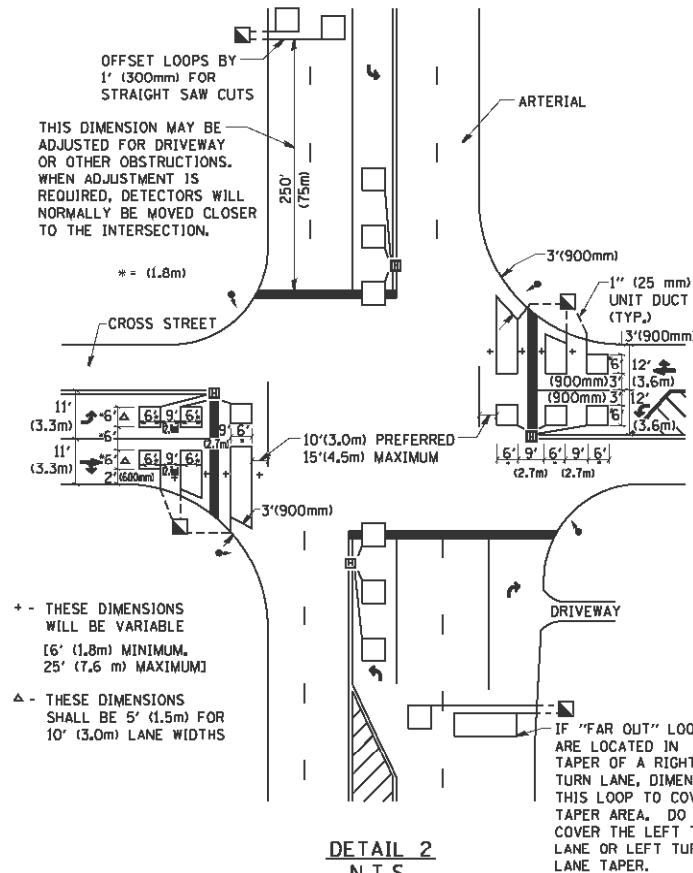 OFFSET LOOPS BY
1' (300mm) FOR
STRAIGHT SAW CUTS
THIS DIMENSION MAY BE
ADJUSTED FOR DRIVEWAY
OR OTHER OBSTRUCTIONS.
WHEN ADJUSTMENT IS
REQUIRED, DETECTORS WILL
NORMALLY BE MOVED CLOSER
TO THE INTERSECTION.
250'
(75m)
ARTERIAL
* = (1.8m)
3'(900mm)
1" (25 mm)
UNIT DUCT
(TYP.)
CROSS STREET
3'(900mm)
H
11'
(3.3m)
*6'
△
6'
*
9'
6'
*
*6'
11'
(3.3m)
*6'
△
6'
*
9'
6'
*
2'
(600mm)
H
9'
6'
(2.7m)
*
10'(3.0m) PREFERRED
15'(4.5m) MAXIMUM
3'(900mm)
*6'
12'
(3.6m)
(900mm) 3'
(900mm) 3'
12'
*6'
(3.6m)
H
6' 9' 6' 9' 6'
* (2.7m) * (2.7m) *
H
+ - THESE DIMENSIONS
WILL BE VARIABLE
[6' (1.8m) MINIMUM.
25' (7.6 m) MAXIMUM]
△ - THESE DIMENSIONS
SHALL BE 5' (1.5m) FOR
10' (3.0m) LANE WIDTHS
DRIVEWAY
IF "FAR OUT" LOO
ARE LOCATED IN
TAPER OF A RIGHT
TURN LANE, DIMEN
THIS LOOP TO COV
TAPER AREA. DO
COVER THE LEFT T
LANE OR LEFT TUR
LANE TAPER.
DETAIL 2
N.T.S.